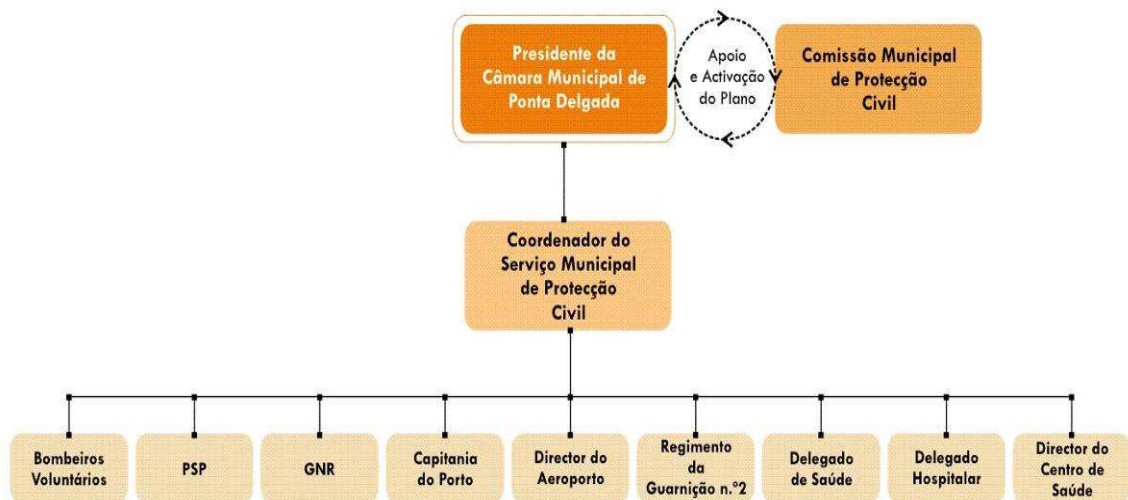 Presidente da
Câmara Municipal de
Ponta Delgada
Apoio
e Activação
do Plano
Comissão Municipal
de Protecção
Civil
Coordenador do
Serviço Municipal
de Protecção
Civil
Bombeiros
Voluntários
PSP
GNR
Capitania
do Porto
Director do
Aeroporto
Regimento
da
Guarnição n.º2
Delegado
de Saúde
Delegado
Hospitalar
Director do
Centro de
Saúde